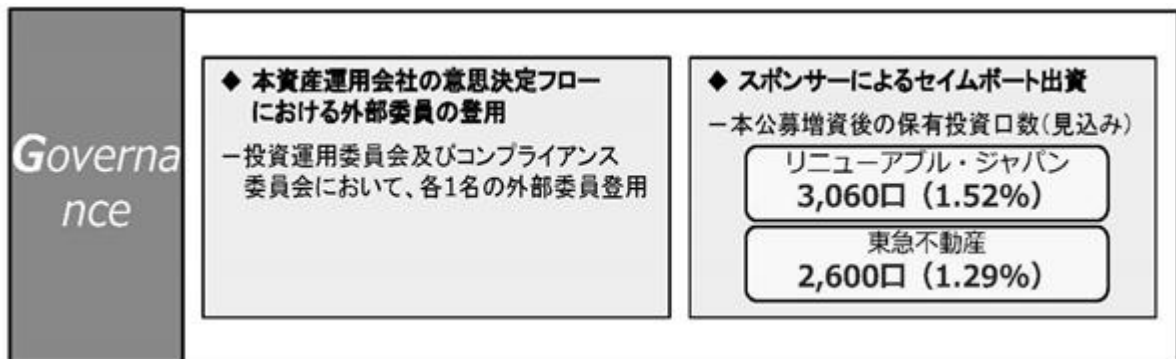 Governa
nce
◆ 本資産運用会社の意思決定フロー
における外部委員の登用
－投資運用委員会及びコンプライアンス
委員会において、各1名の外部委員登用
◆ スポンサーによるセイムボート出資
－本公募増資後の保有投資口数(見込み)
リニューアブル・ジャパン
3,060口（1.52%）
東急不動産
2,600口（1.29%）